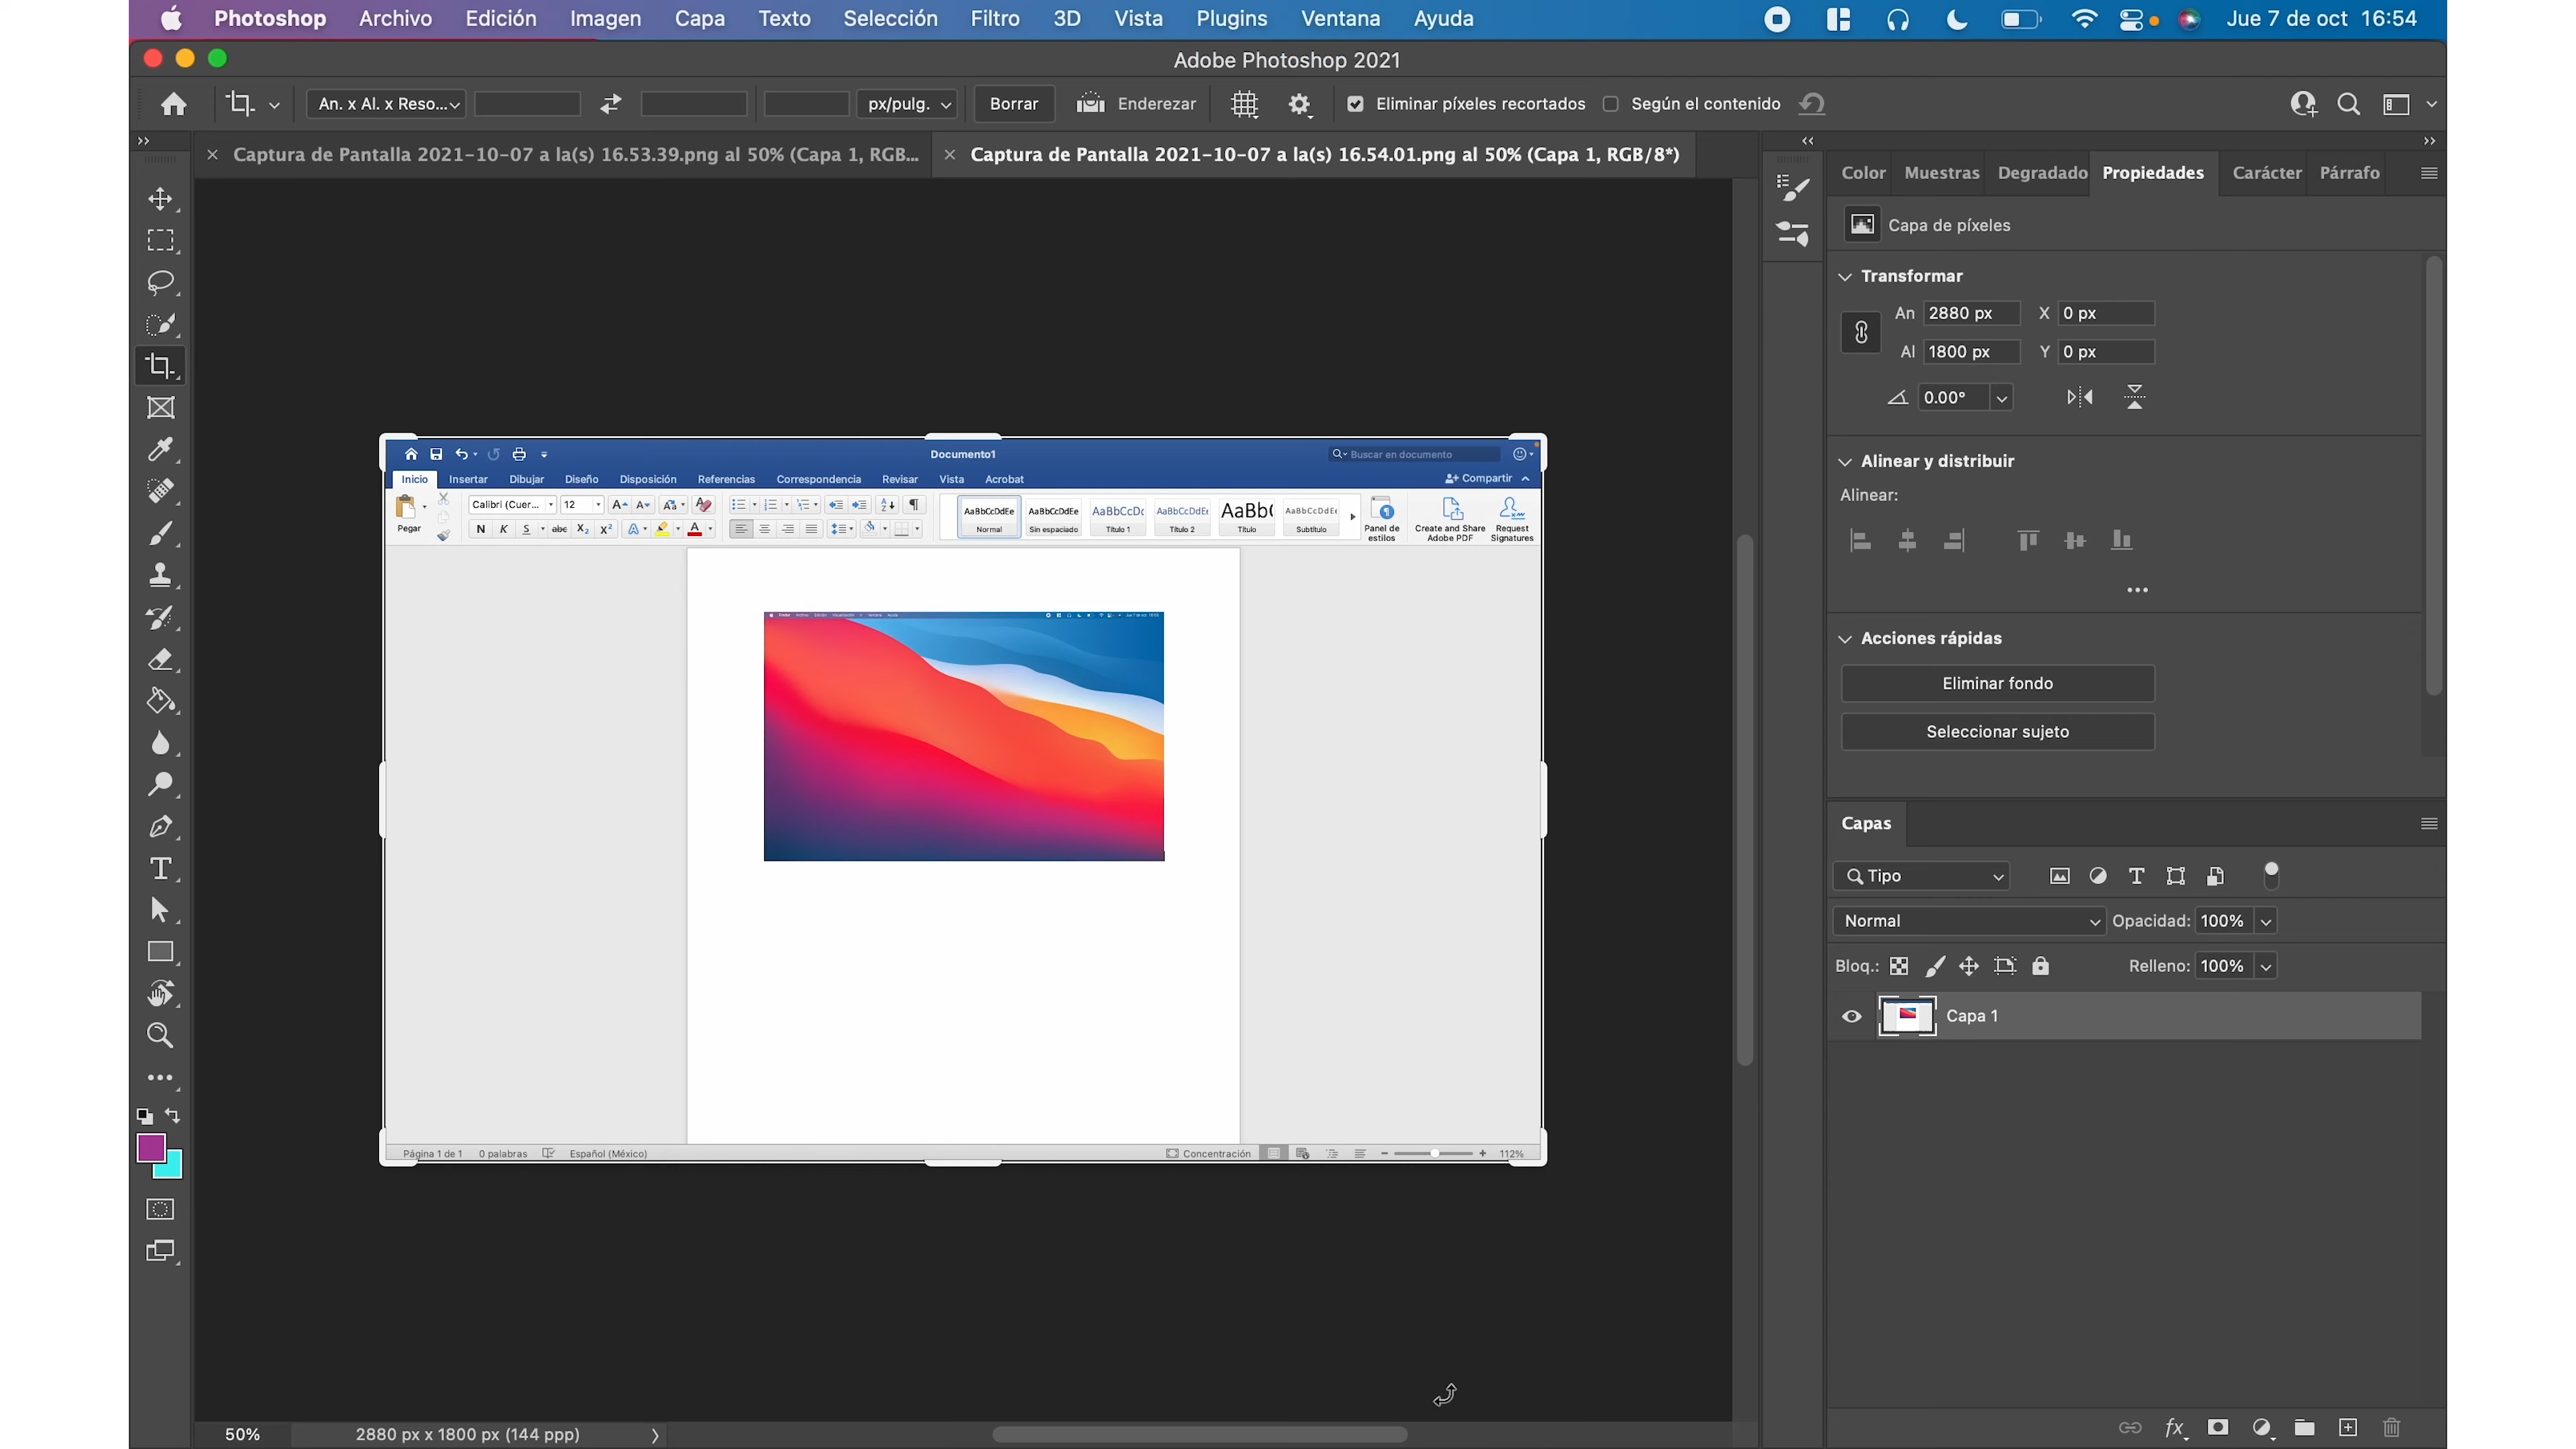 Photoshop Archivo Edición Imagen Capa Texto Selección Filtro 3D Vista Plugins Ventana Ayuda Jue 7 de oct 16:54
Adobe Photoshop 2021
An. x Al. x Reso... px/pulg. Borrar Enderezar Eliminar píxeles recortados Según el contenido
Captura de Pantalla 2021-10-07 a la(s) 16.53.39.png al 50% (Capa 1, RGB... Captura de Pantalla 2021-10-07 a la(s) 16.54.01.png al 50% (Capa 1, RGB/8*)
Color Muestras Degradado Propiedades Carácter Párrafo
Capa de píxeles
Transformar
An 2880 px X 0 px
Al 1800 px Y 0 px
0.00°
Alinear y distribuir
Alinear:
Acciones rápidas
Eliminar fondo
Seleccionar sujeto
Documento1 Buscar en documento
Inicio Insertar Dibujar Diseño Disposición Referencias Correspondencia Revisar Vista Acrobat Compartir
Pegar
Calibri (Cuer... 12
N K S abc X₂ X²
AaBbCcDdEe AaBbCcDdEe AaBbCcDc AaBbCcDdEe AaBb( AaBbCcDdEe
Normal Sin espaciado Título 1 Título 2 Título Subtítulo
Panel de estilos
Create and Share Adobe PDF
Request Signatures
Página 1 de 1 0 palabras Español (México) Concentración 112%
Capas
Tipo
Normal Opacidad: 100%
Bloq.: Relleno: 100%
Capa 1
50% 2880 px x 1800 px (144 ppp)
fx